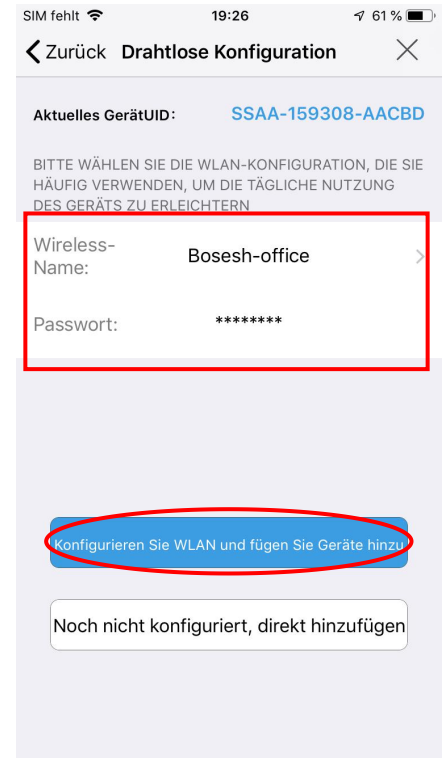 SIM fehlt 19:26 61 %
Zurück Drahtlose Konfiguration
Aktuelles GerätUID: SSAA-159308-AACBD
BITTE WÄHLEN SIE DIE WLAN-KONFIGURATION, DIE SIE
HÄUFIG VERWENDEN, UM DIE TÄGLICHE NUTZUNG
DES GERÄTS ZU ERLEICHTERN
Wireless-
Name: Bosesh-office
Passwort: ********
Konfigurieren Sie WLAN und fügen Sie Geräte hinzu
Noch nicht konfiguriert, direkt hinzufügen